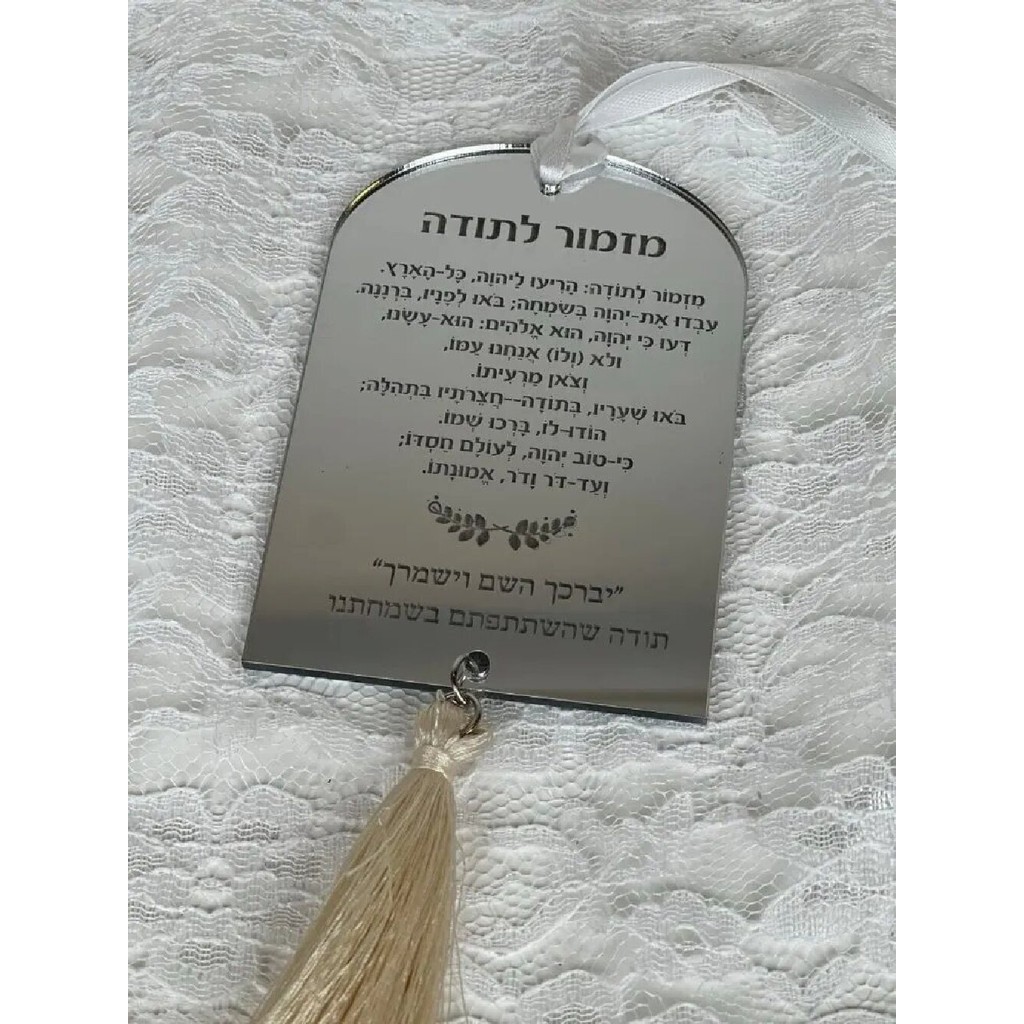 מזמור לתודה
מִזְמוֹר לְתוֹדָה: הָרִיעוּ לַיהוָה, כָּל-הָאָרֶץ.
עִבְדוּ אֶת-יְהוָה בְּשִׂמְחָה; בֹּאוּ לְפָנָיו, בִּרְנָנָה.
דְּעוּ כִּי יְהוָה, הוּא אֱלֹהִים: הוּא-עָשָׂנוּ,
ולא (וְלוֹ) אֲנַחְנוּ עַמּוֹ,
וְצֹאן מַרְעִיתוֹ.
בֹּאוּ שְׁעָרָיו, בְּתוֹדָה--חֲצֵרֹתָיו בִּתְהִלָּה;
הוֹדוּ-לוֹ, בָּרְכוּ שְׁמוֹ.
כִּי-טוֹב יְהוָה, לְעוֹלָם חַסְדּוֹ;
וְעַד-דֹּר וָדֹר, אֱמוּנָתוֹ.
"יברכך השם וישמרך"
תודה שהשתתפתם בשמחתנו